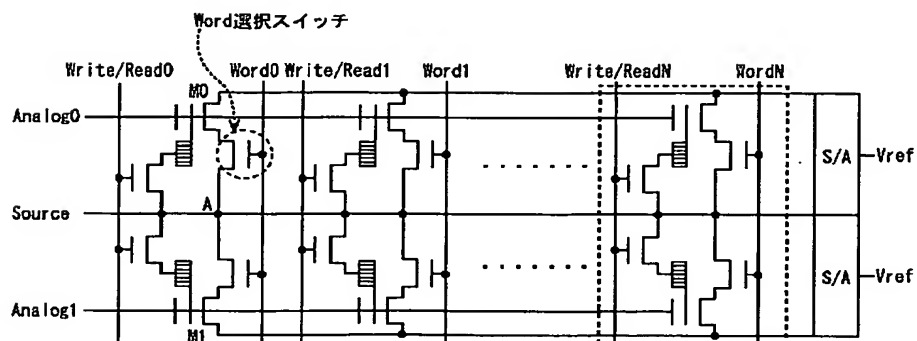 Word選択スイッチ
Write/Read0 Word0 Write/Read1 Word1 Write/ReadN WordN
M0
Analog0
S/A Vref
Source A
S/A Vref
Analog1
M1